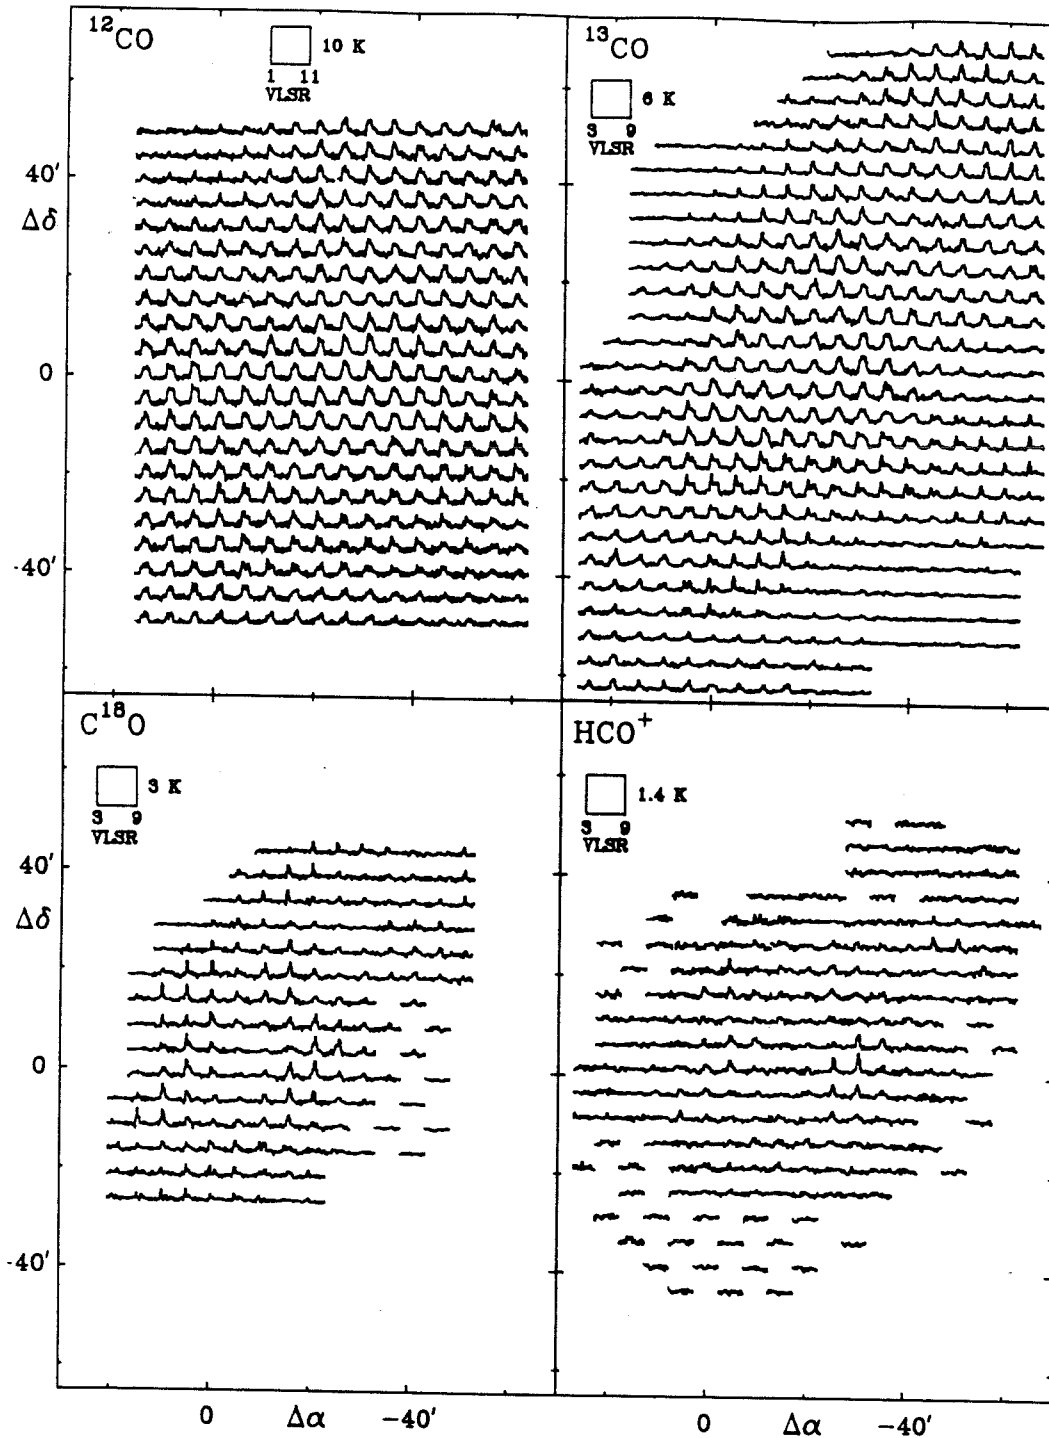 ¹²CO
10 K
1 11
VLSR
¹³CO
6 K
3 9
VLSR
40′
Δδ
0
-40′
C¹⁸O
3 K
3 9
VLSR
HCO⁺
1.4 K
3 9
VLSR
40′
Δδ
0
-40′
0 Δα -40′
0 Δα -40′